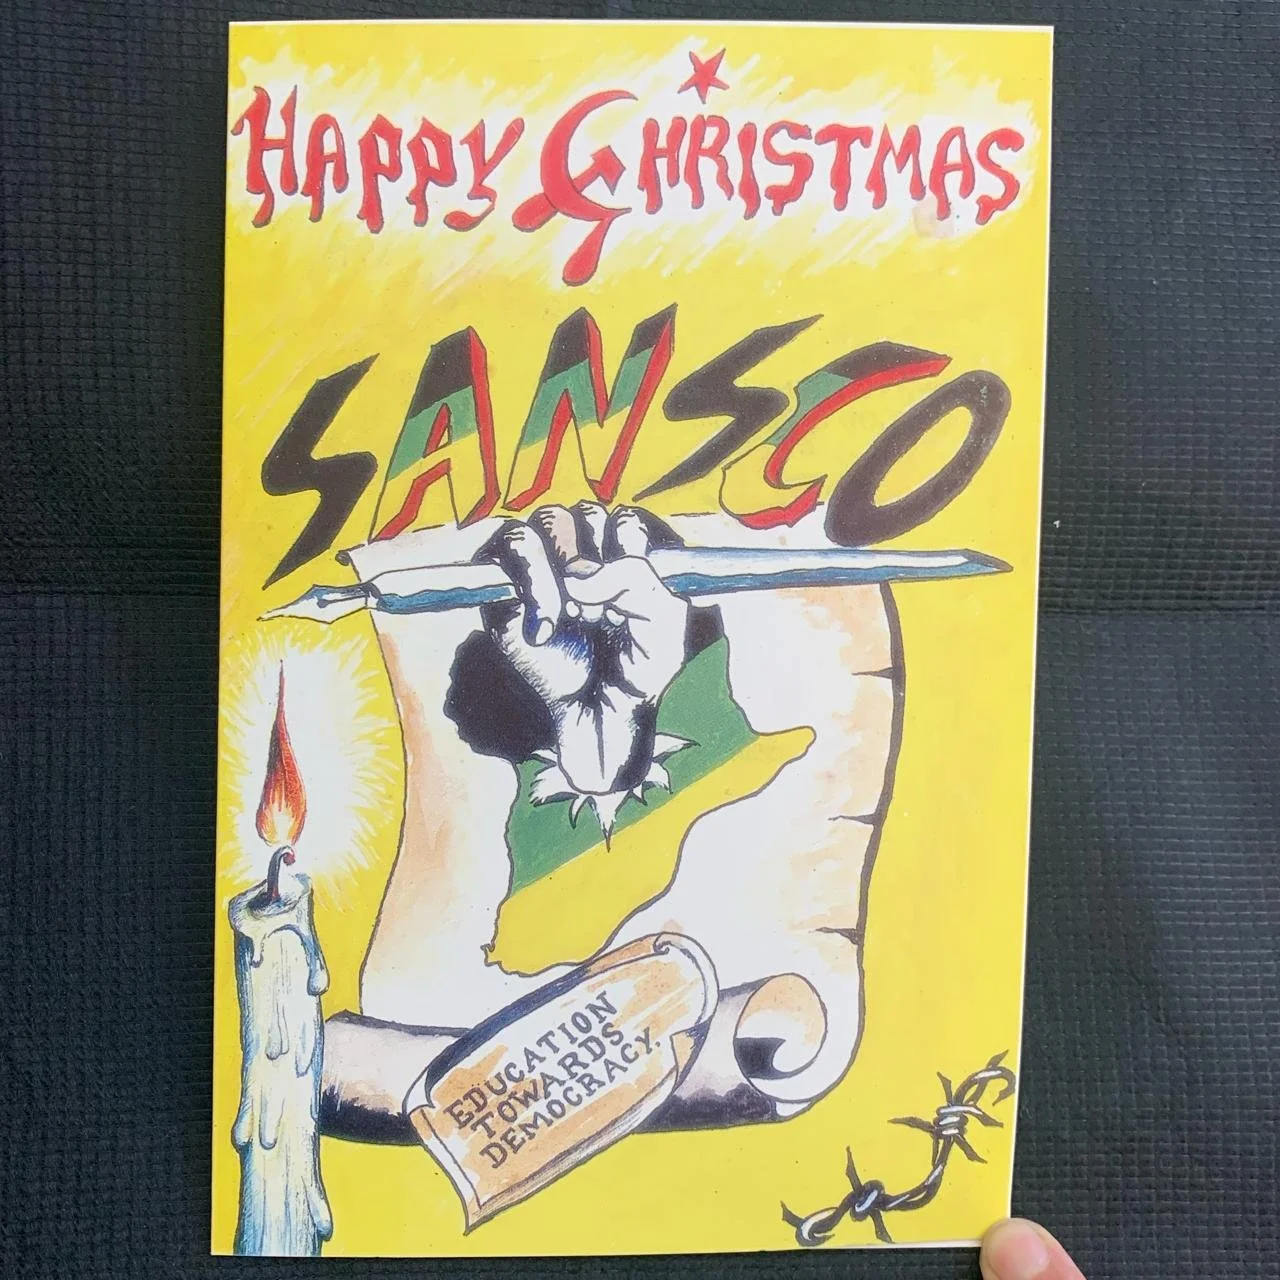 HAPPY CHRISTMAS
SANSCO
EDUCATION
TOWARDS
DEMOCRACY.